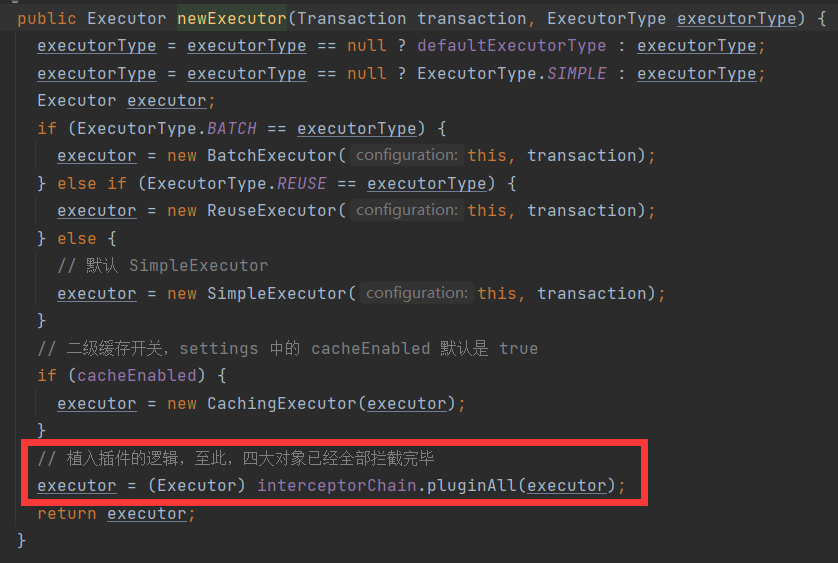 public Executor newExecutor(Transaction transaction, ExecutorType executorType) {
executorType = executorType == null ? defaultExecutorType : executorType;
executorType = executorType == null ? ExecutorType.SIMPLE : executorType;
Executor executor;
if (ExecutorType.BATCH == executorType) {
executor = new BatchExecutor( configuration: this, transaction);
} else if (ExecutorType.REUSE == executorType) {
executor = new ReuseExecutor( configuration: this, transaction);
} else {
// 默认 SimpleExecutor
executor = new SimpleExecutor( configuration: this, transaction);
}
// 二级缓存开关，settings 中的 cacheEnabled 默认是 true
if (cacheEnabled) {
executor = new CachingExecutor(executor);
}
// 植入插件的逻辑，至此，四大对象已经全部拦截完毕
executor = (Executor) interceptorChain.pluginAll(executor);
return executor;
}